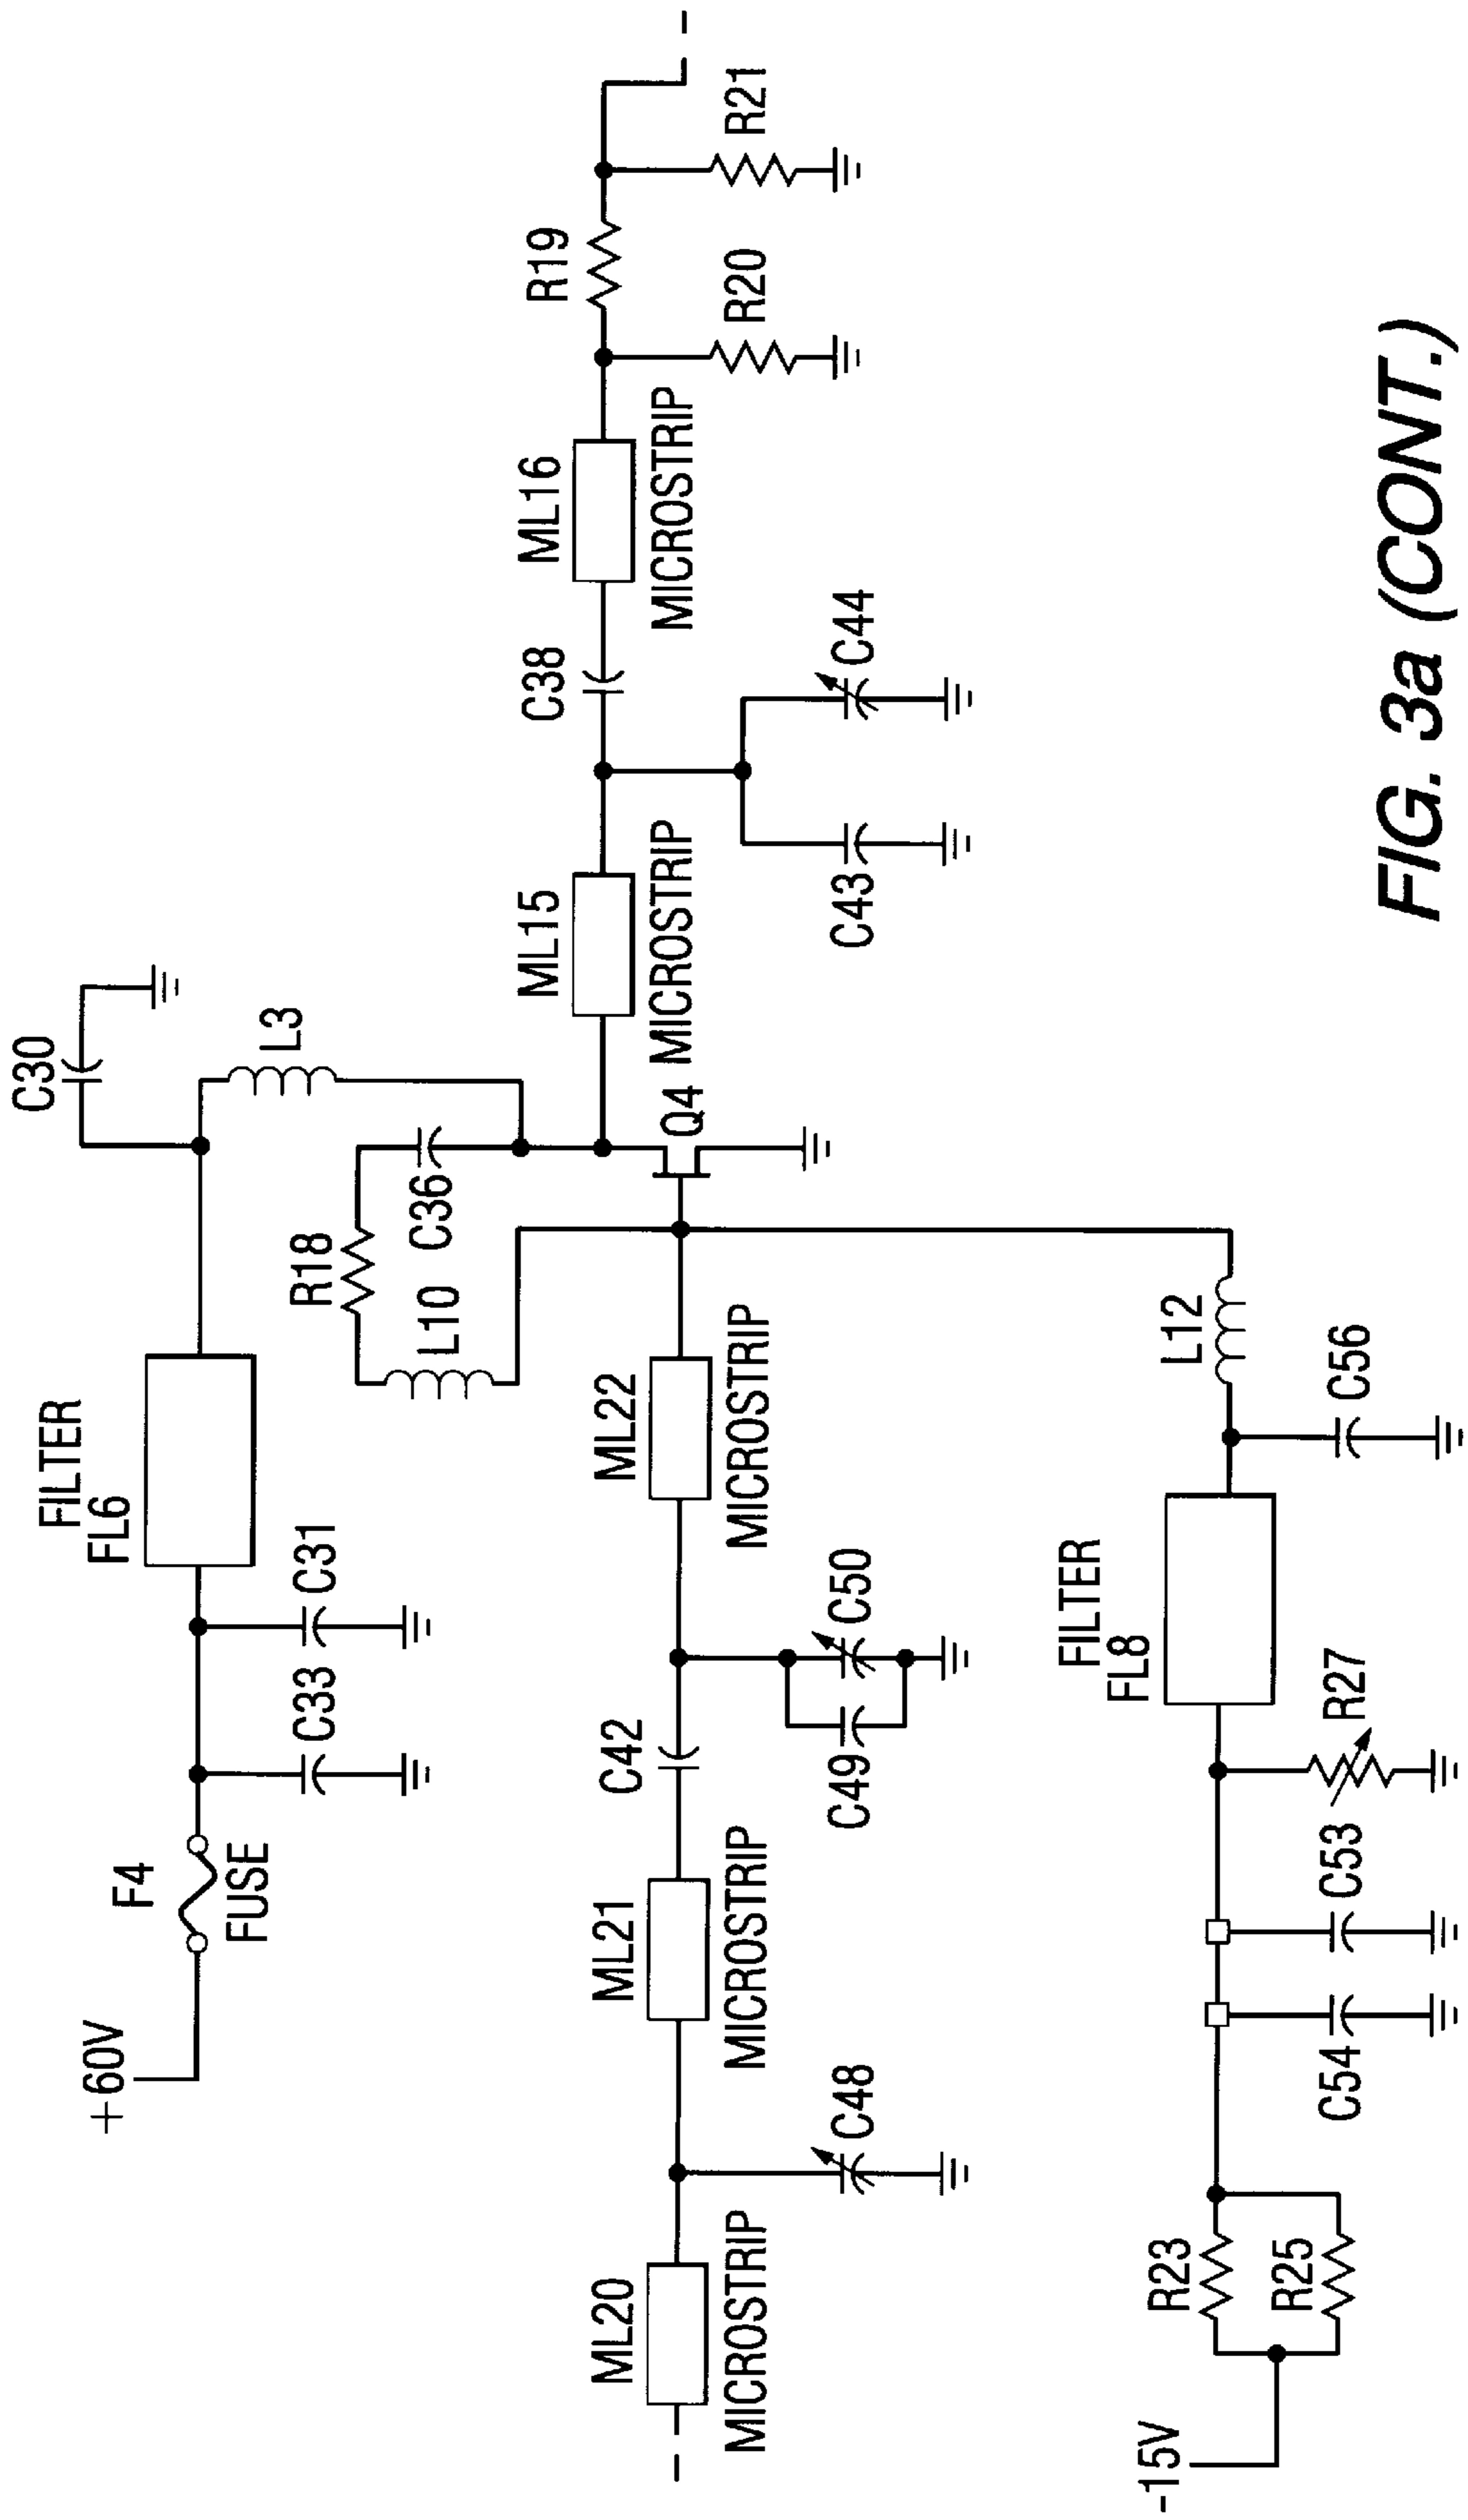 +60V
F4
FUSE
C33
C31
FILTER
FL6
C30
L3
R18
L10
C36
Q4
ML20
MICROSTRIP
C48
ML21
MICROSTRIP
C42
C49
C50
ML22
MICROSTRIP
ML15
MICROSTRIP
C43
C44
C38
ML16
MICROSTRIP
R19
R20
R21
-15V
R23
R25
C54
C53
R27
FILTER
FL8
L12
C56
FIG. 3a (CONT.)